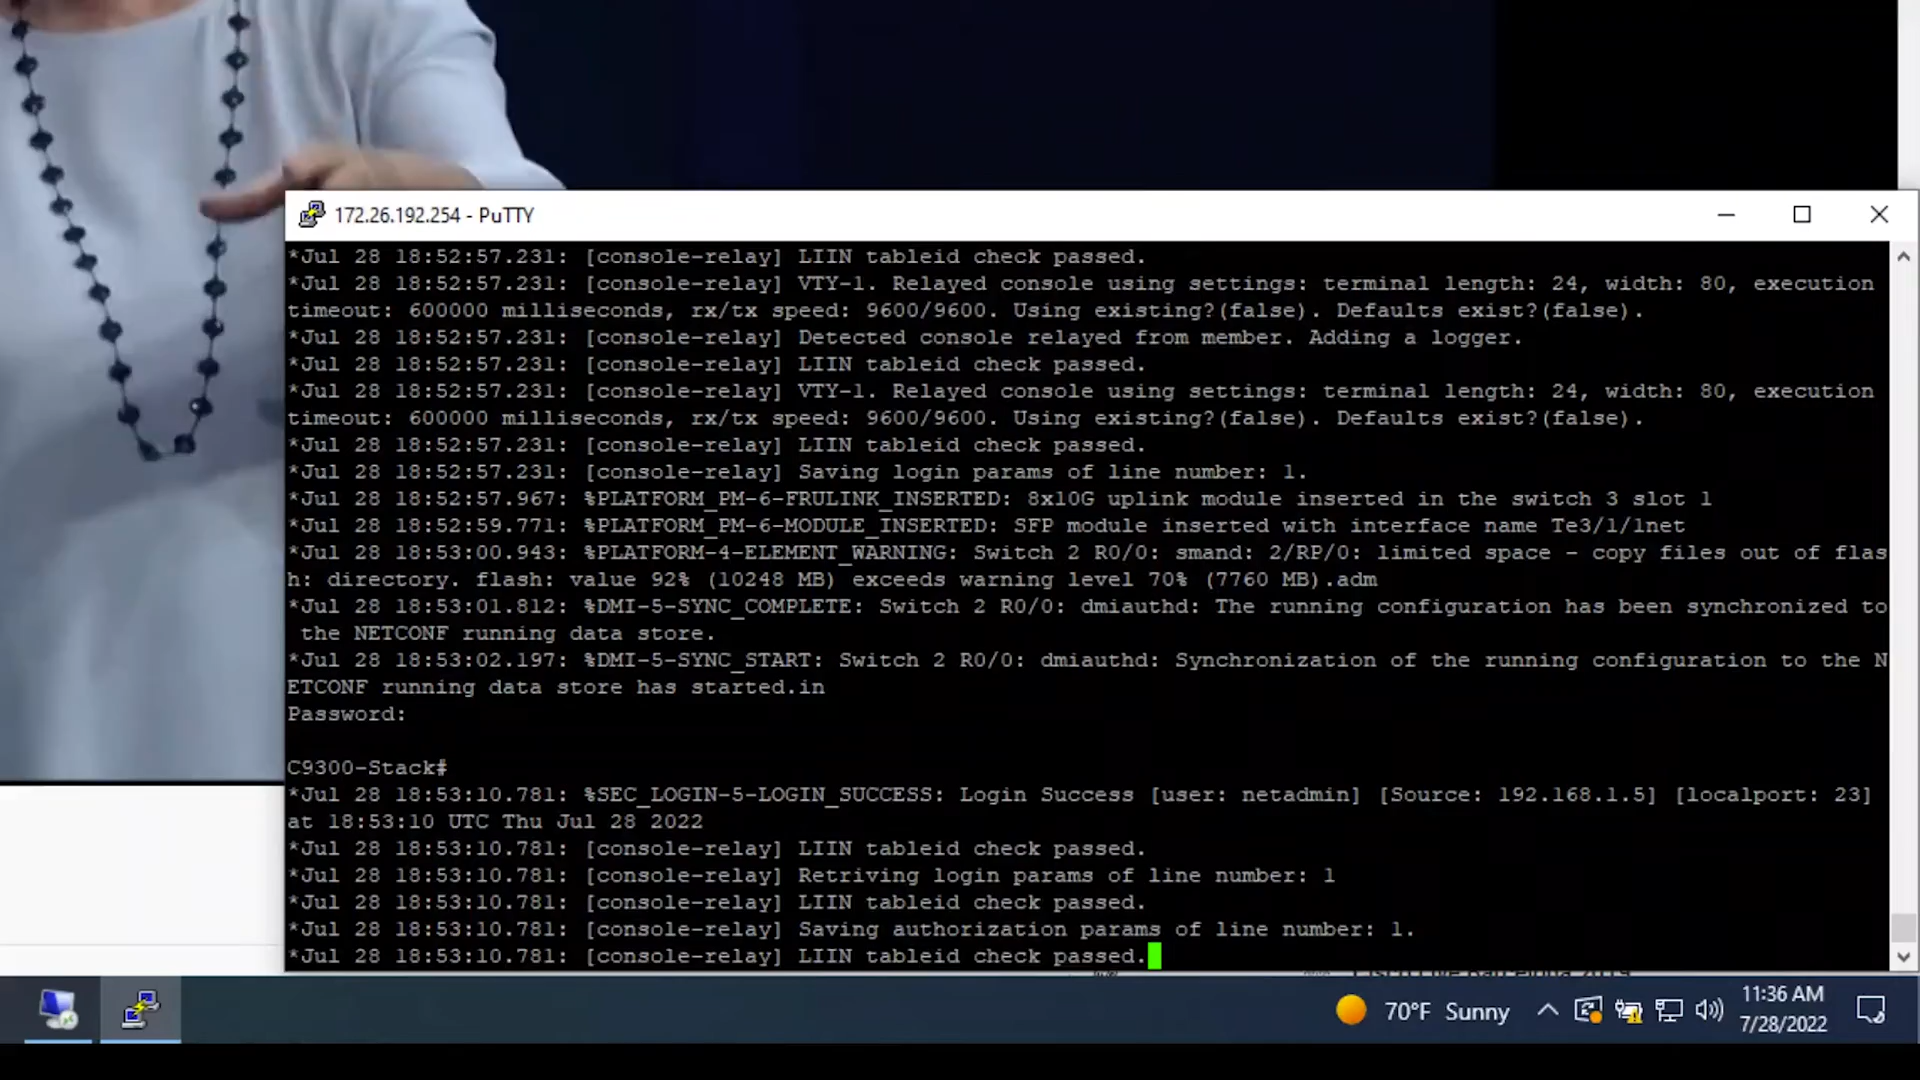 172.26.192.254 - PuTTY
*Jul 28 18:52:57.231: [console-relay] LIIN tableid check passed.
*Jul 28 18:52:57.231: [console-relay] VTY-1. Relayed console using settings: terminal length: 24, width: 80, execution
timeout: 600000 milliseconds, rx/tx speed: 9600/9600. Using existing?(false). Defaults exist?(false).
*Jul 28 18:52:57.231: [console-relay] Detected console relayed from member. Adding a logger.
*Jul 28 18:52:57.231: [console-relay] LIIN tableid check passed.
*Jul 28 18:52:57.231: [console-relay] VTY-1. Relayed console using settings: terminal length: 24, width: 80, execution
timeout: 600000 milliseconds, rx/tx speed: 9600/9600. Using existing?(false). Defaults exist?(false).
*Jul 28 18:52:57.231: [console-relay] LIIN tableid check passed.
*Jul 28 18:52:57.231: [console-relay] Saving login params of line number: 1.
*Jul 28 18:52:57.967: %PLATFORM_PM-6-FRULINK_INSERTED: 8x10G uplink module inserted in the switch 3 slot 1
*Jul 28 18:52:59.771: %PLATFORM_PM-6-MODULE_INSERTED: SFP module inserted with interface name Te3/1/1net
*Jul 28 18:53:00.943: %PLATFORM-4-ELEMENT_WARNING: Switch 2 R0/0: smand: 2/RP/0: limited space - copy files out of flas
h: directory. flash: value 92% (10248 MB) exceeds warning level 70% (7760 MB).adm
*Jul 28 18:53:01.812: %DMI-5-SYNC_COMPLETE: Switch 2 R0/0: dmiauthd: The running configuration has been synchronized to
the NETCONF running data store.
*Jul 28 18:53:02.197: %DMI-5-SYNC_START: Switch 2 R0/0: dmiauthd: Synchronization of the running configuration to the N
ETCONF running data store has started.in
Password:
C9300-Stack#
*Jul 28 18:53:10.781: %SEC_LOGIN-5-LOGIN_SUCCESS: Login Success [user: netadmin] [Source: 192.168.1.5] [localport: 23]
at 18:53:10 UTC Thu Jul 28 2022
*Jul 28 18:53:10.781: [console-relay] LIIN tableid check passed.
*Jul 28 18:53:10.781: [console-relay] Retriving login params of line number: 1
*Jul 28 18:53:10.781: [console-relay] LIIN tableid check passed.
*Jul 28 18:53:10.781: [console-relay] Saving authorization params of line number: 1.
*Jul 28 18:53:10.781: [console-relay] LIIN tableid check passed.
70°F Sunny
11:36 AM
7/28/2022